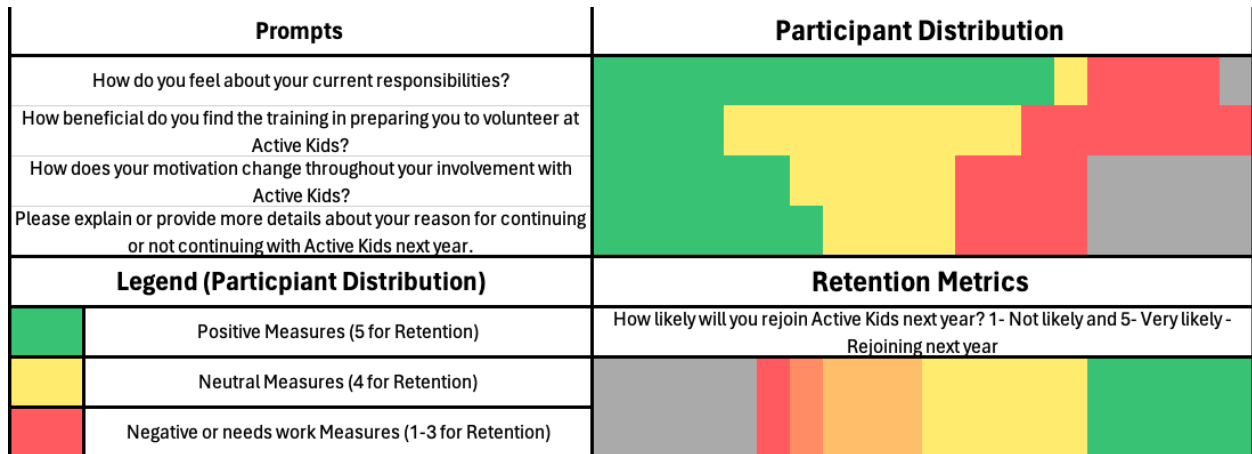 Prompts
Participant Distribution
How do you feel about your current responsibilities?
How beneficial do you find the training in preparing you to volunteer at
Active Kids?
How does your motivation change throughout your involvement with
Active Kids?
Please explain or provide more details about your reason for continuing
or not continuing with Active Kids next year.
Legend (Particpiant Distribution)
Retention Metrics
Positive Measures (5 for Retention)
How likely will you rejoin Active Kids next year? 1- Not likely and 5- Very likely -
Rejoining next year
Neutral Measures (4 for Retention)
Negative or needs work Measures (1-3 for Retention)